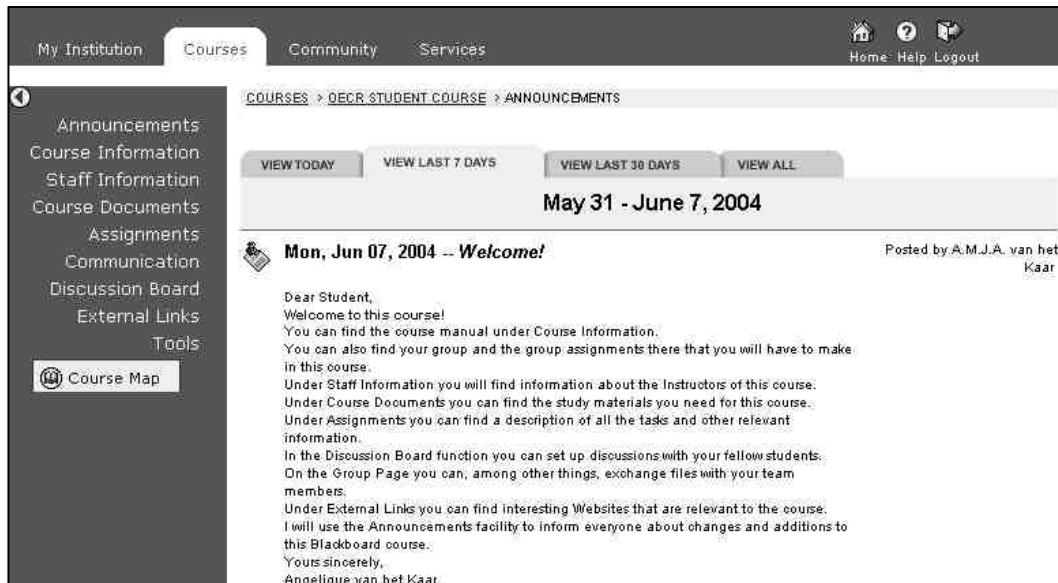 My Institution
Courses
Community
Services
Home Help Logout
COURSES > OECR STUDENT COURSE > ANNOUNCEMENTS
Announcements
Course Information
Staff Information
Course Documents
Assignments
Communication
Discussion Board
External Links
Tools
Course Map
VIEW TODAY
VIEW LAST 7 DAYS
VIEW LAST 30 DAYS
VIEW ALL
May 31 - June 7, 2004
Mon, Jun 07, 2004 -- Welcome!
Posted by A.M.J.A. van het
Kaar
Dear Student,
Welcome to this course!
You can find the course manual under Course Information.
You can also find your group and the group assignments there that you will have to make
in this course.
Under Staff Information you will find information about the Instructors of this course.
Under Course Documents you can find the study materials you need for this course.
Under Assignments you can find a description of all the tasks and other relevant
information.
In the Discussion Board function you can set up discussions with your fellow students.
On the Group Page you can, among other things, exchange files with your team
members.
Under External Links you can find interesting Websites that are relevant to the course.
I will use the Announcements facility to inform everyone about changes and additions to
this Blackboard course.
Yours sincerely,
Angelique van het Kaar